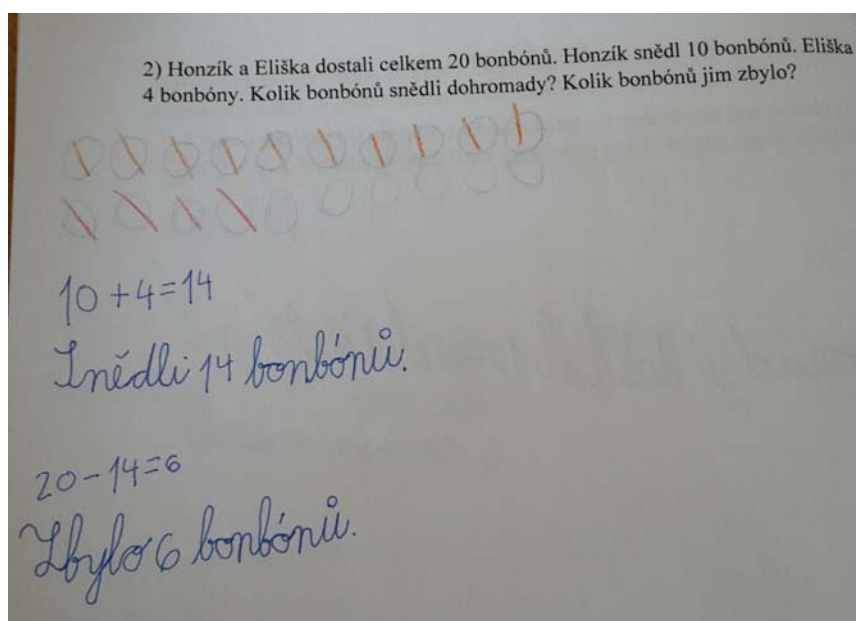 2) Honzík a Eliška dostali celkem 20 bonbónů. Honzík snědl 10 bonbónů. Eliška
4 bonbóny. Kolik bonbónů snědli dohromady? Kolik bonbónů jim zbylo?
10+4=14
Snědli 14 bonbónů.
20-14=6
Zbylo 6 bonbónů.